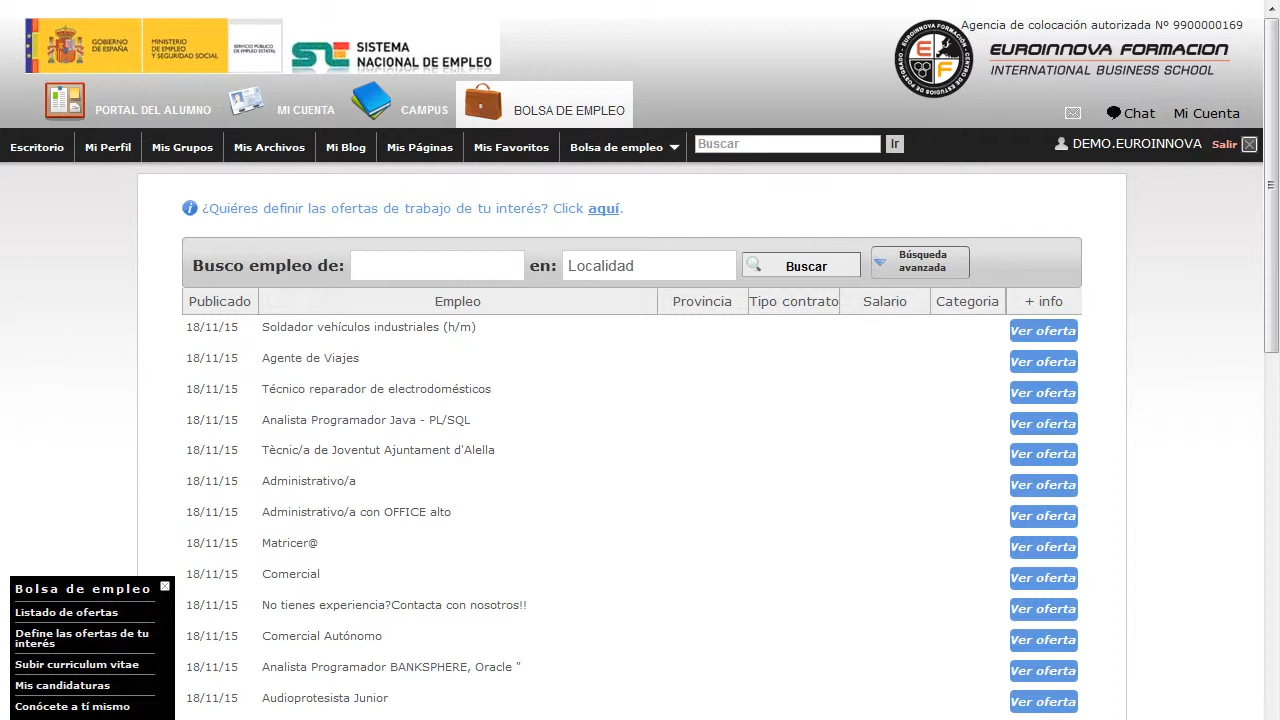 Agencia de colocación autorizada Nº 9900000169
GOBIERNO DE ESPAÑA
MINISTERIO DE EMPLEO Y SEGURIDAD SOCIAL
SERVICIO PÚBLICO DE EMPLEO ESTATAL
SISTEMA NACIONAL DE EMPLEO
EUROINNOVA FORMACION
INTERNATIONAL BUSINESS SCHOOL
PORTAL DEL ALUMNO
MI CUENTA
CAMPUS
BOLSA DE EMPLEO
Chat
Mi Cuenta
Escritorio
Mi Perfil
Mis Grupos
Mis Archivos
Mi Blog
Mis Páginas
Mis Favoritos
Bolsa de empleo
Buscar
Ir
DEMO.EUROINNOVA
Salir
¿Quiéres definir las ofertas de trabajo de tu interés? Click aquí.
Busco empleo de:
en:
Localidad
Buscar
Búsqueda avanzada
Publicado Empleo Provincia Tipo contrato Salario Categoria + info
18/11/15 Soldador vehículos industriales (h/m) Ver oferta
18/11/15 Agente de Viajes Ver oferta
18/11/15 Técnico reparador de electrodomésticos Ver oferta
18/11/15 Analista Programador Java - PL/SQL Ver oferta
18/11/15 Tècnic/a de Joventut Ajuntament d'Alella Ver oferta
18/11/15 Administrativo/a Ver oferta
18/11/15 Administrativo/a con OFFICE alto Ver oferta
18/11/15 Matricer@ Ver oferta
18/11/15 Comercial Ver oferta
18/11/15 No tienes experiencia?Contacta con nosotros!! Ver oferta
18/11/15 Comercial Autónomo Ver oferta
18/11/15 Analista Programador BANKSPHERE, Oracle " Ver oferta
18/11/15 Audioprotesista Junior Ver oferta
Bolsa de empleo
Listado de ofertas
Define las ofertas de tu
interés
Subir curriculum vitae
Mis candidaturas
Conócete a tí mismo